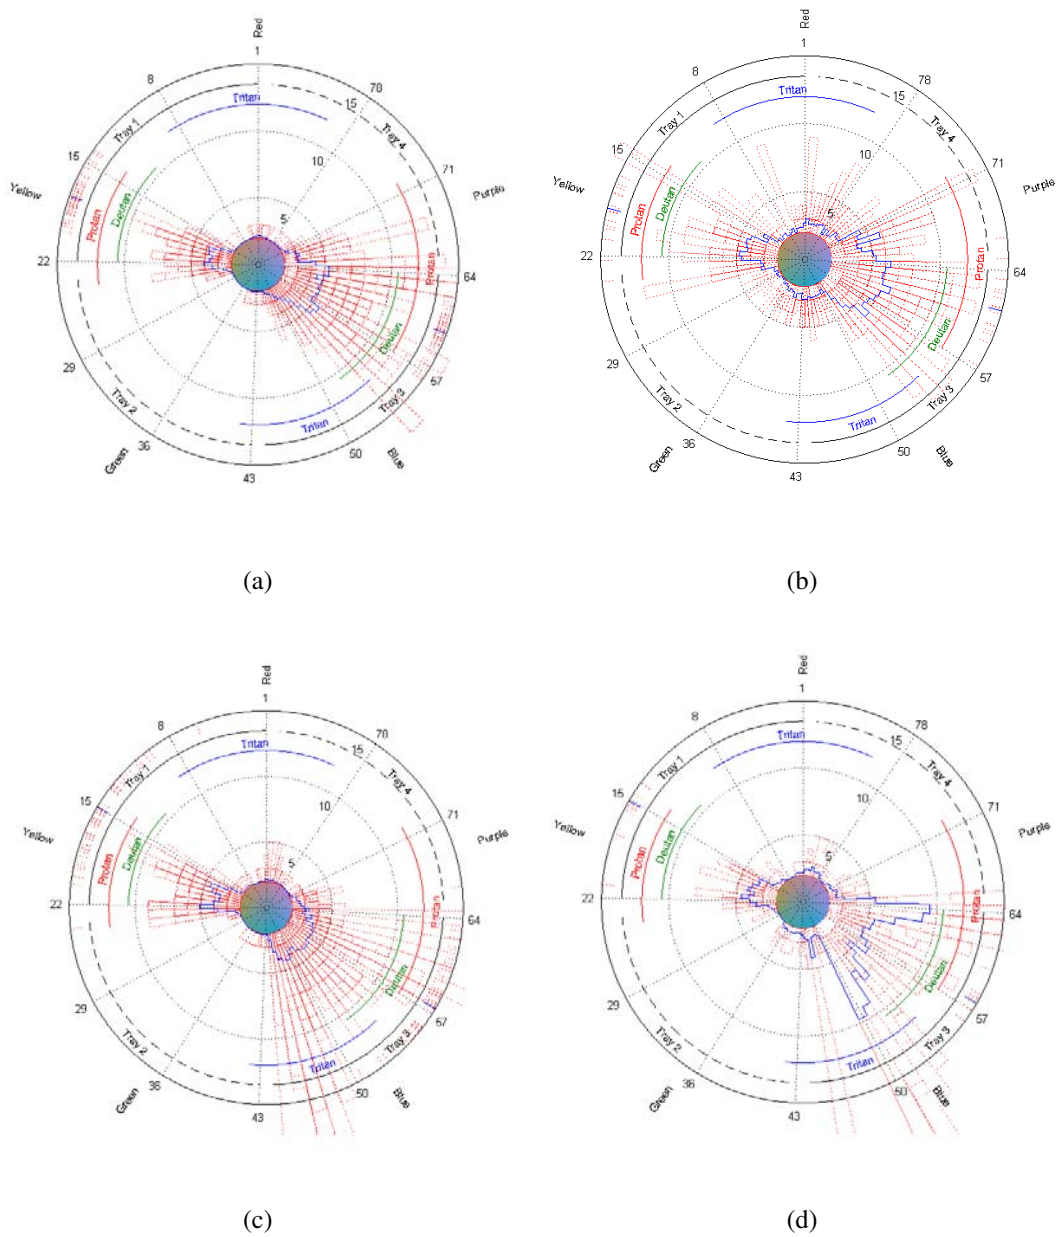 Red
1
8
78
Tritan
15
Tray 1
Tray 4
15
10
71
Yellow
Purple
Deutan
Protan
5
22
64
Protan
Deutan
57
29
Tray 2
Tray 3
Tritan
36
50
Green
Blue
43
(a)
Red
1
8
78
Tritan
15
Tray 1
Tray 4
15
10
71
Yellow
Purple
Deutan
Protan
5
22
64
Protan
Deutan
57
29
Tray 2
Tray 3
Tritan
36
50
Green
Blue
43
(b)
Red
1
8
78
Tritan
15
Tray 1
Tray 4
15
10
71
Yellow
Purple
Deutan
Protan
5
22
64
Protan
Deutan
57
29
Tray 2
Tray 3
Tritan
36
50
Green
Blue
43
(c)
Red
1
8
78
Tritan
15
Tray 1
Tray 4
15
10
71
Yellow
Purple
Deutan
Protan
5
22
64
Protan
Deutan
57
29
Tray 2
Tray 3
Tritan
36
50
Green
Blue
43
(d)